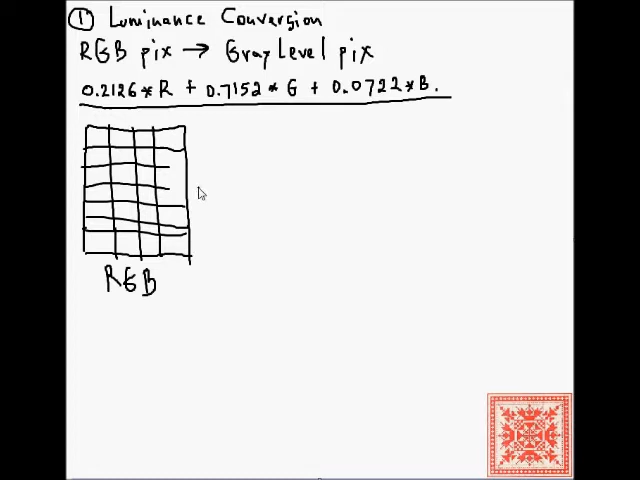 ① Luminance Conversion
RGB pix → Gray Level pix
0.2126 * R + 0.7152 * G + 0.0722 * B.
RGB